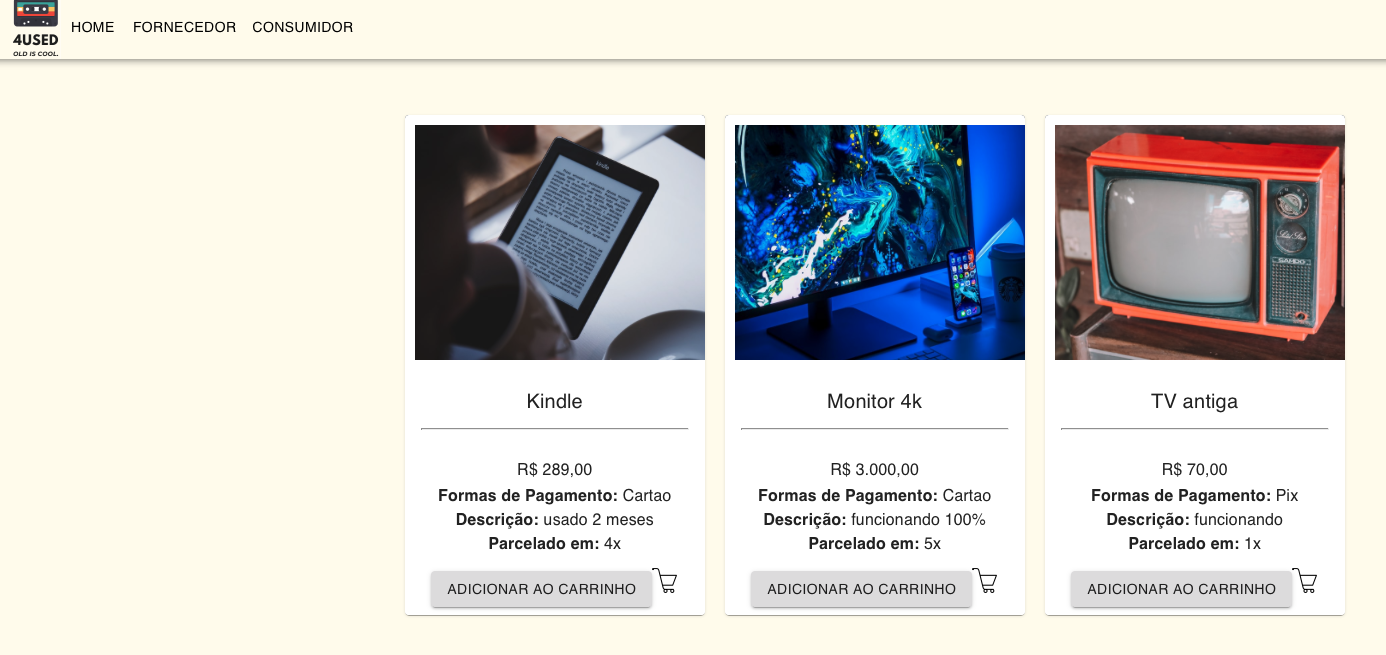 4USED
OLD IS COOL.
HOME FORNECEDOR CONSUMIDOR
kindle
SANYO
Kindle
R$ 289,00
Formas de Pagamento: Cartao
Descrição: usado 2 meses
Parcelado em: 4x
ADICIONAR AO CARRINHO
Monitor 4k
R$ 3.000,00
Formas de Pagamento: Cartao
Descrição: funcionando 100%
Parcelado em: 5x
ADICIONAR AO CARRINHO
TV antiga
R$ 70,00
Formas de Pagamento: Pix
Descrição: funcionando
Parcelado em: 1x
ADICIONAR AO CARRINHO